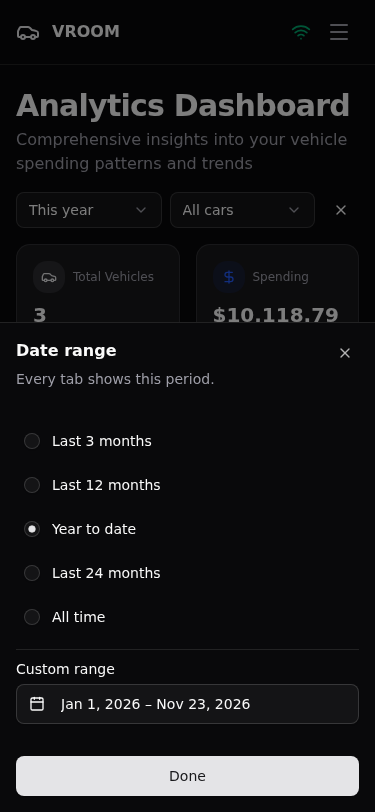 VROOM
Analytics Dashboard
Comprehensive insights into your vehicle
spending patterns and trends
This year
All cars
Total Vehicles
Spending
3
$10,118.79
Date range
Every tab shows this period.
Last 3 months
Last 12 months
Year to date
Last 24 months
All time
Custom range
Jan 1, 2026 – Nov 23, 2026
Done